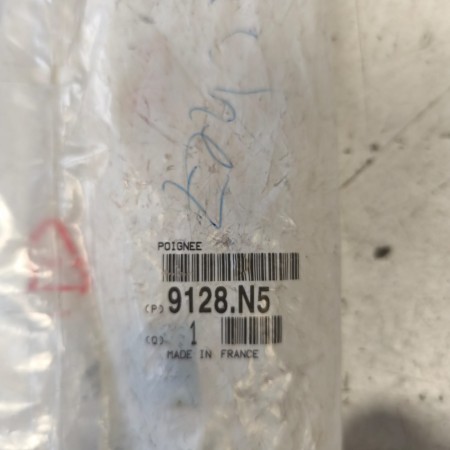 POIGNEE
(P) 9128.N5
(Q) 1
MADE IN FRANCE